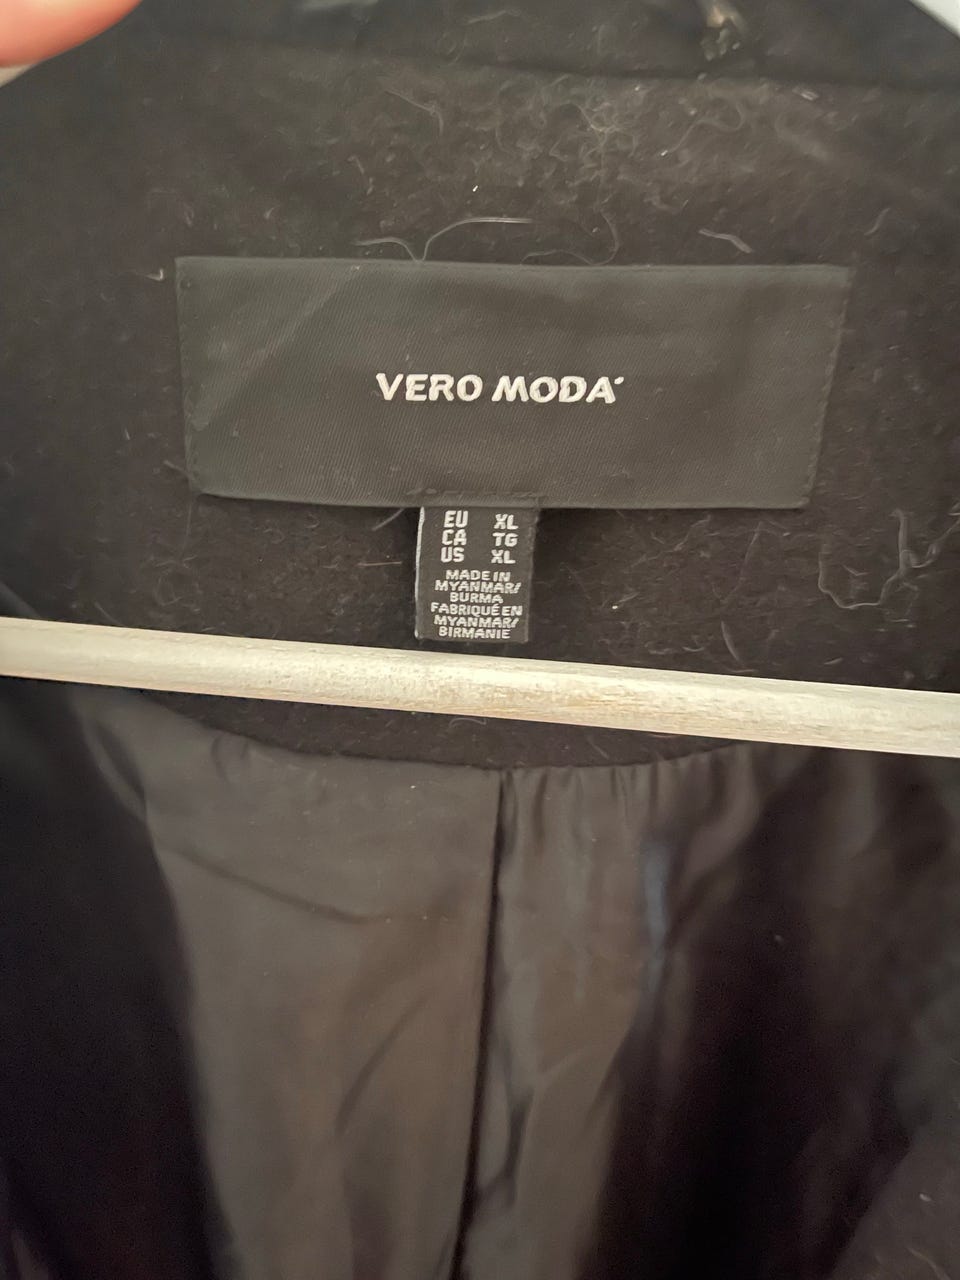 VERO MODA
EU XL
CA TG
US XL
MADE IN
MYANMAR/
BURMA
FABRIQUÉ EN
MYANMAR/
BIRMANIE